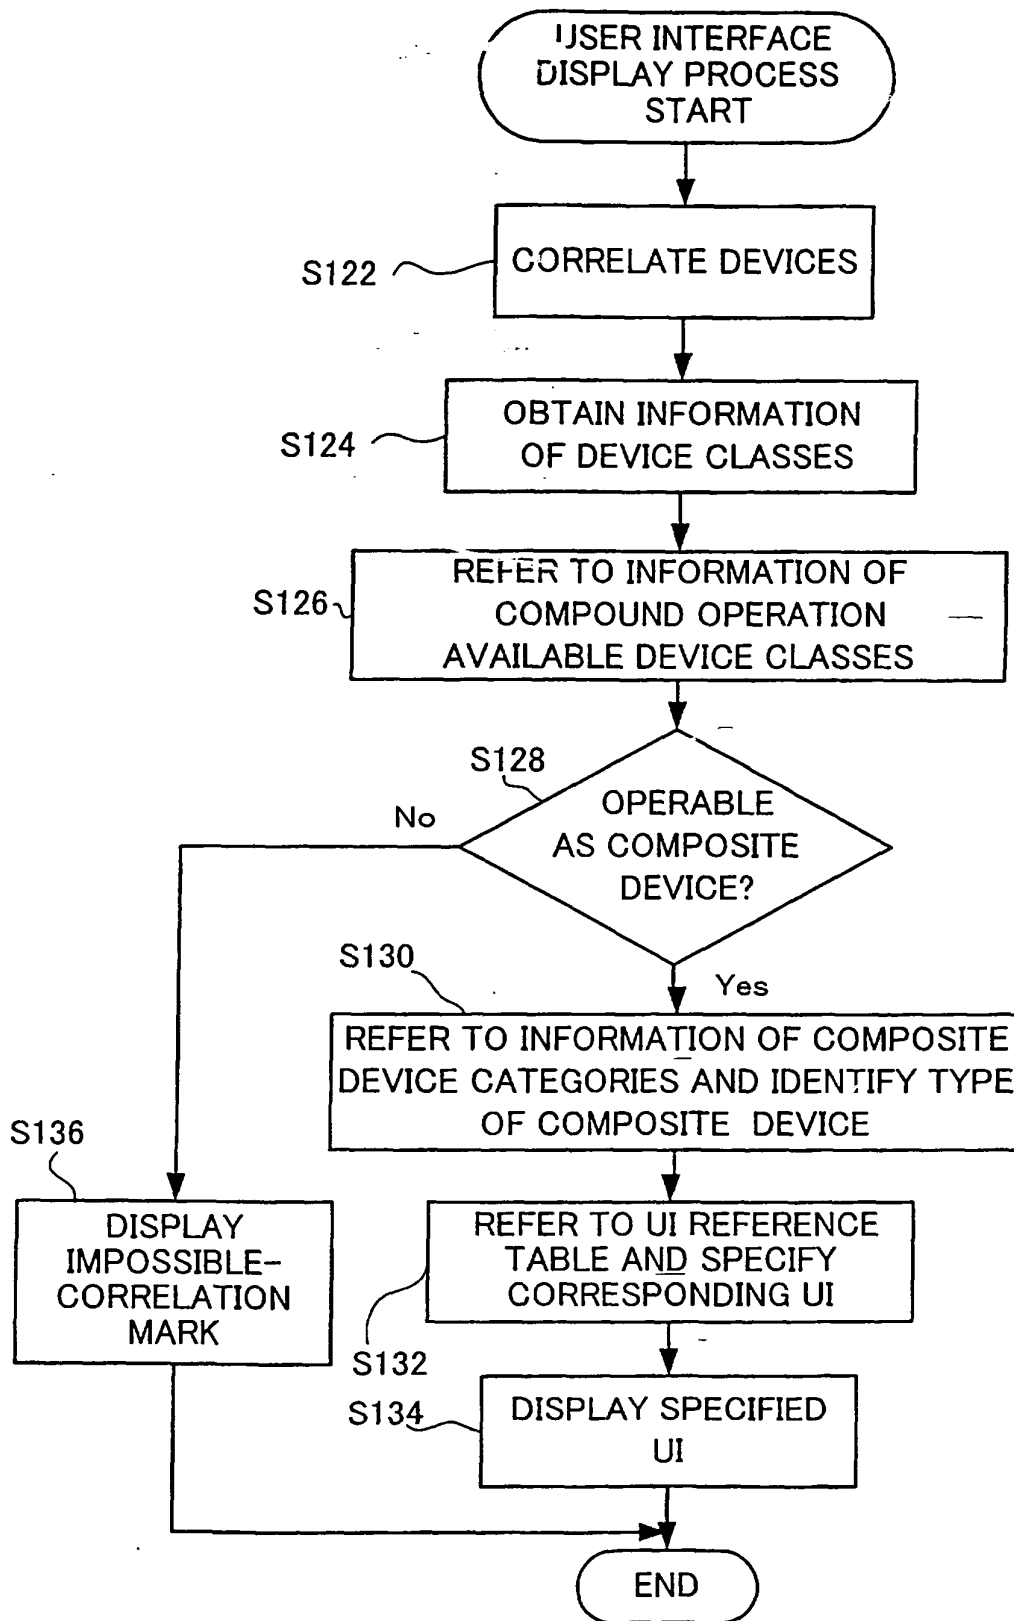 USER INTERFACE
DISPLAY PROCESS
START
S122
CORRELATE DEVICES
S124
OBTAIN INFORMATION
OF DEVICE CLASSES
S126
REFER TO INFORMATION OF
COMPOUND OPERATION
AVAILABLE DEVICE CLASSES
S128
OPERABLE
AS COMPOSITE
DEVICE?
No
Yes
S130
REFER TO INFORMATION OF COMPOSITE
DEVICE CATEGORIES AND IDENTIFY TYPE
OF COMPOSITE DEVICE
S136
DISPLAY
IMPOSSIBLE-
CORRELATION
MARK
REFER TO UI REFERENCE
TABLE AND SPECIFY
CORRESPONDING UI
S132
S134
DISPLAY SPECIFIED
UI
END